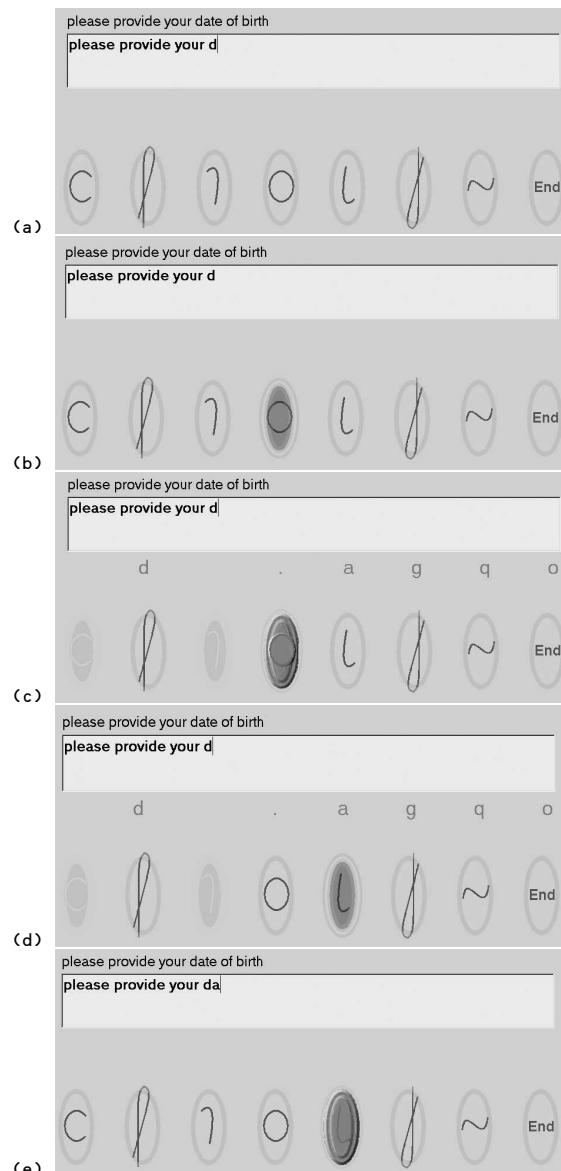 please provide your date of birth
please provide your d
End
(a)
please provide your date of birth
please provide your d
End
(b)
please provide your date of birth
please provide your d
d . a g q o
End
(c)
please provide your date of birth
please provide your d
d . a g q o
End
(d)
please provide your date of birth
please provide your da
End
(e)